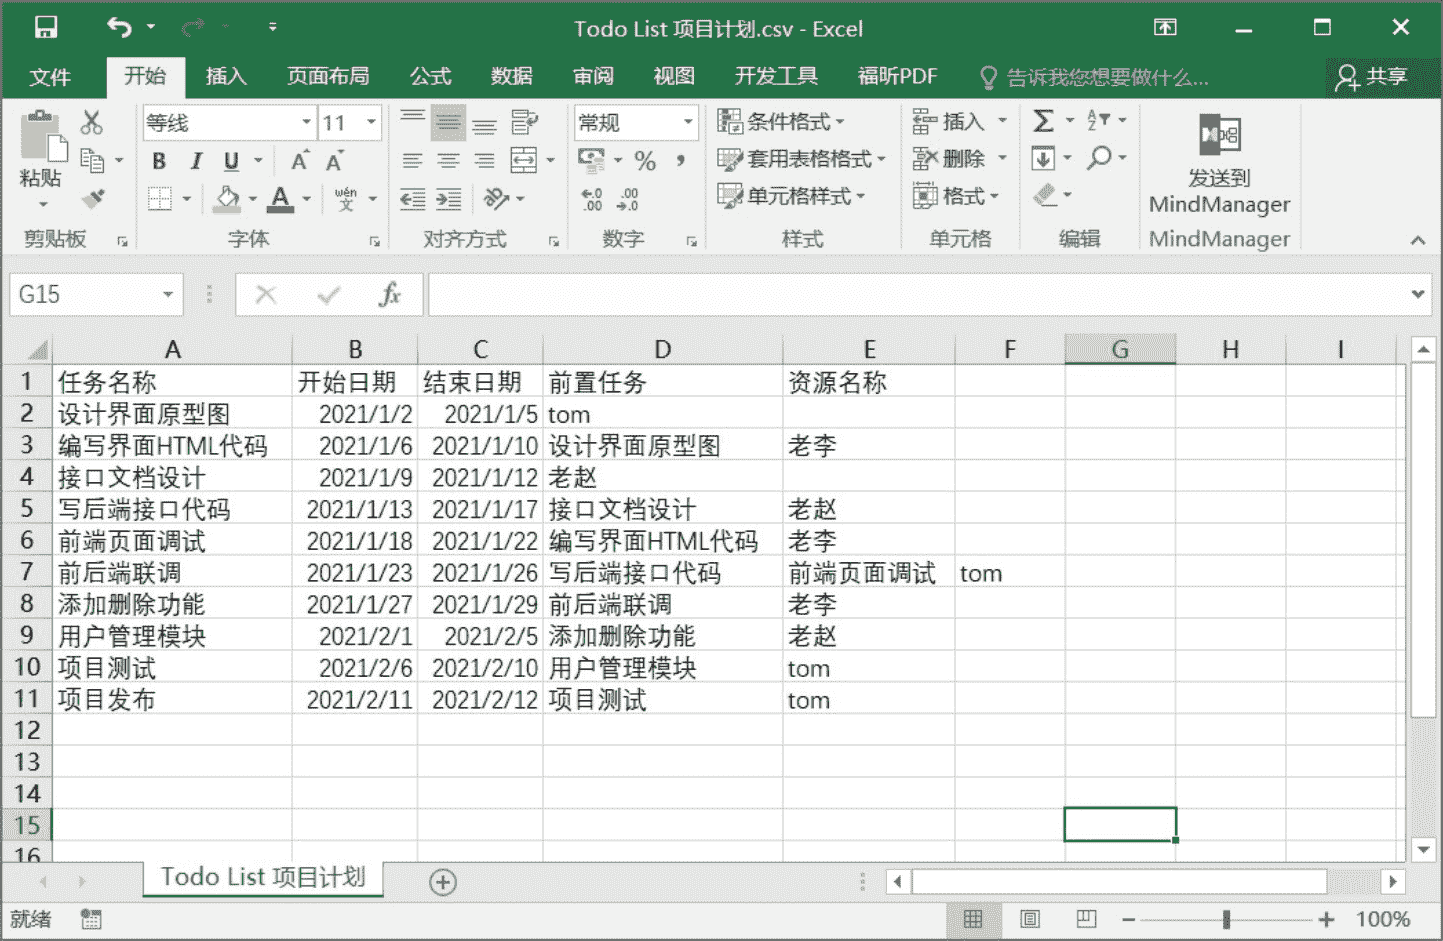 Todo List 项目计划.csv - Excel
文件 开始 插入 页面布局 公式 数据 审阅 视图 开发工具 福昕PDF 告诉我您想要做什么... 共享
粘贴
剪贴板
等线 11
B I U A A
A wén 文
字体
对齐方式
常规
% ,
.0 .00 .00 .0
数字
条件格式
套用表格格式
单元格样式
样式
插入
删除
格式
单元格
Σ A Z
编辑
发送到
MindManager
MindManager
G15 fx
A B C D E F G H I
1 任务名称 开始日期 结束日期 前置任务 资源名称
2 设计界面原型图 2021/1/2 2021/1/5 tom
3 编写界面HTML代码 2021/1/6 2021/1/10 设计界面原型图 老李
4 接口文档设计 2021/1/9 2021/1/12 老赵
5 写后端接口代码 2021/1/13 2021/1/17 接口文档设计 老赵
6 前端页面调试 2021/1/18 2021/1/22 编写界面HTML代码 老李
7 前后端联调 2021/1/23 2021/1/26 写后端接口代码 前端页面调试 tom
8 添加删除功能 2021/1/27 2021/1/29 前后端联调 老李
9 用户管理模块 2021/2/1 2021/2/5 添加删除功能 老赵
10 项目测试 2021/2/6 2021/2/10 用户管理模块 tom
11 项目发布 2021/2/11 2021/2/12 项目测试 tom
12
13
14
15
16
Todo List 项目计划
就绪 100%